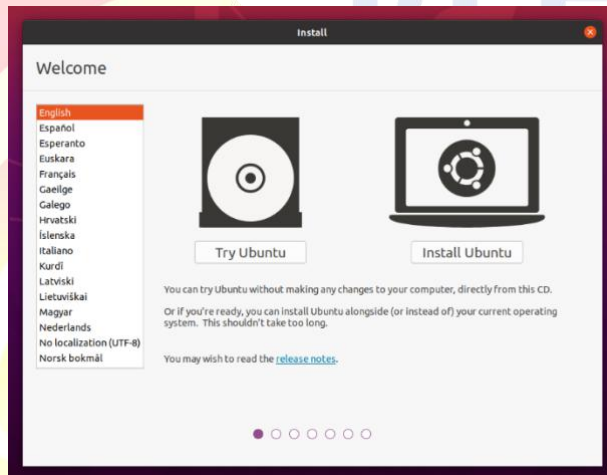 Install
Welcome
English
Español
Esperanto
Euskara
Français
Gaeilge
Galego
Hrvatski
Íslenska
Italiano
Kurdî
Latviski
Lietuviškai
Magyar
Nederlands
No localization (UTF-8)
Norsk bokmål
Try Ubuntu
Install Ubuntu
You can try Ubuntu without making any changes to your computer, directly from this CD.
Or if you're ready, you can install Ubuntu alongside (or instead of) your current operating
system. This shouldn't take too long.
You may wish to read the release notes.